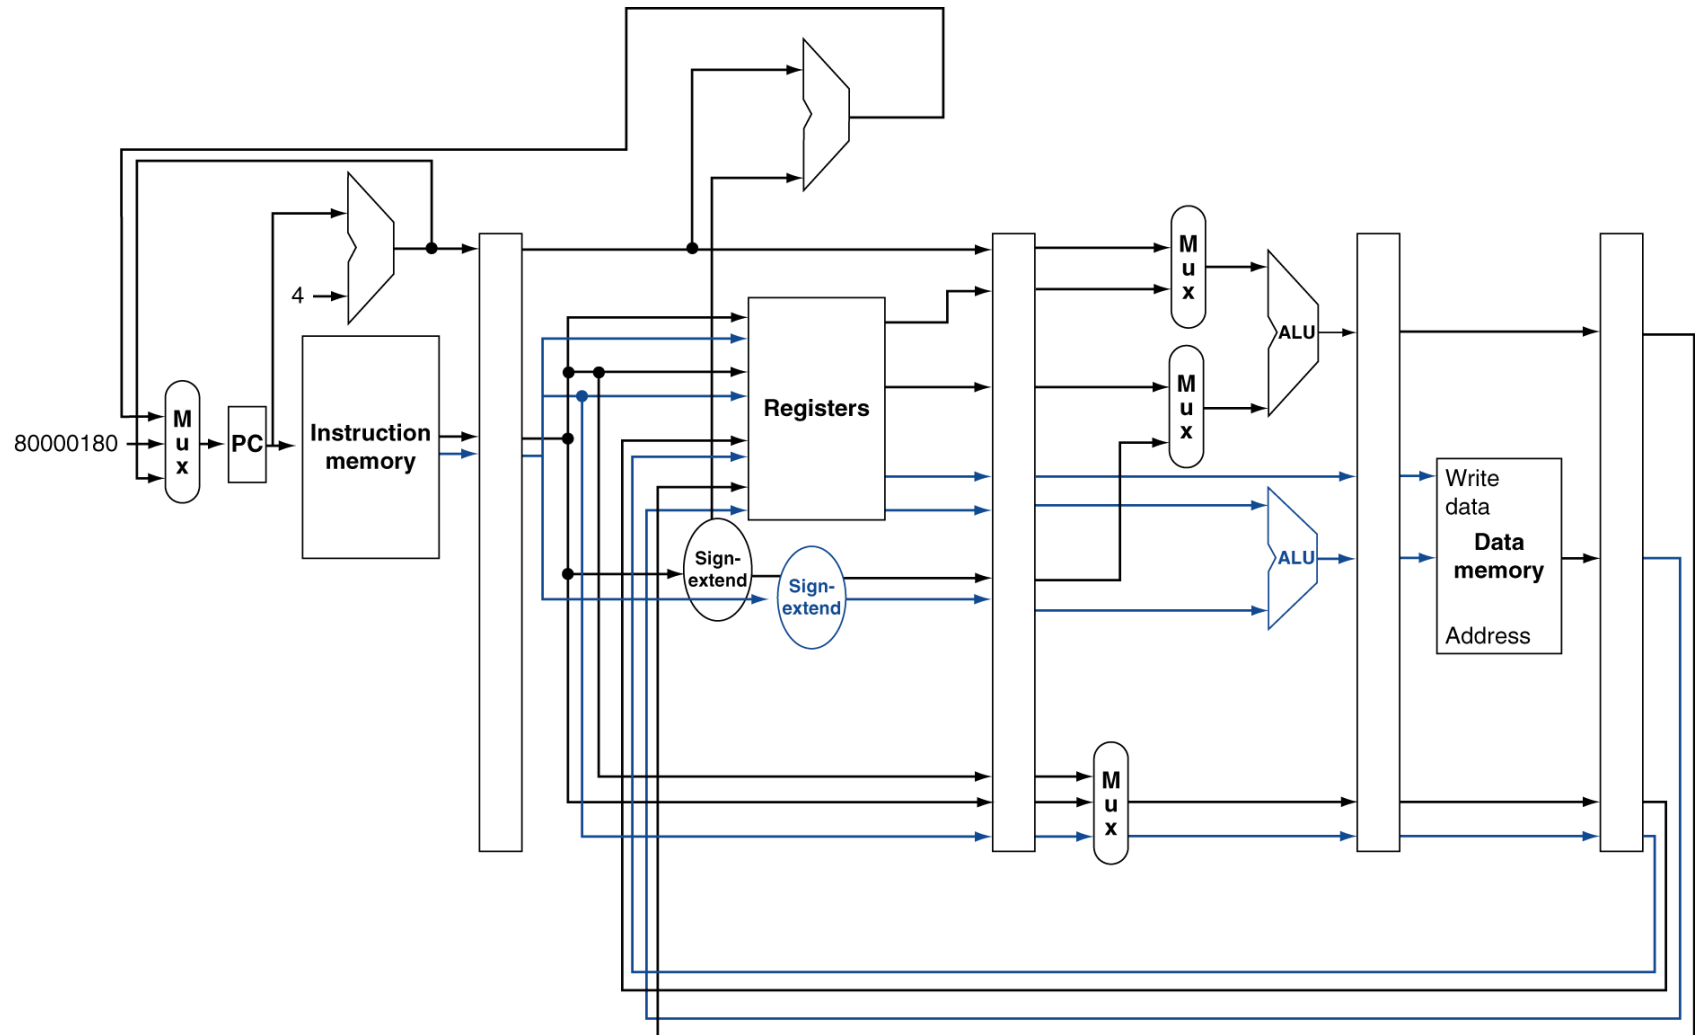 4
80000180
M
u
x
PC
Instruction
memory
Registers
Sign-
extend
Sign-
extend
M
u
x
M
u
x
ALU
ALU
M
u
x
Write
data
Data
memory
Address